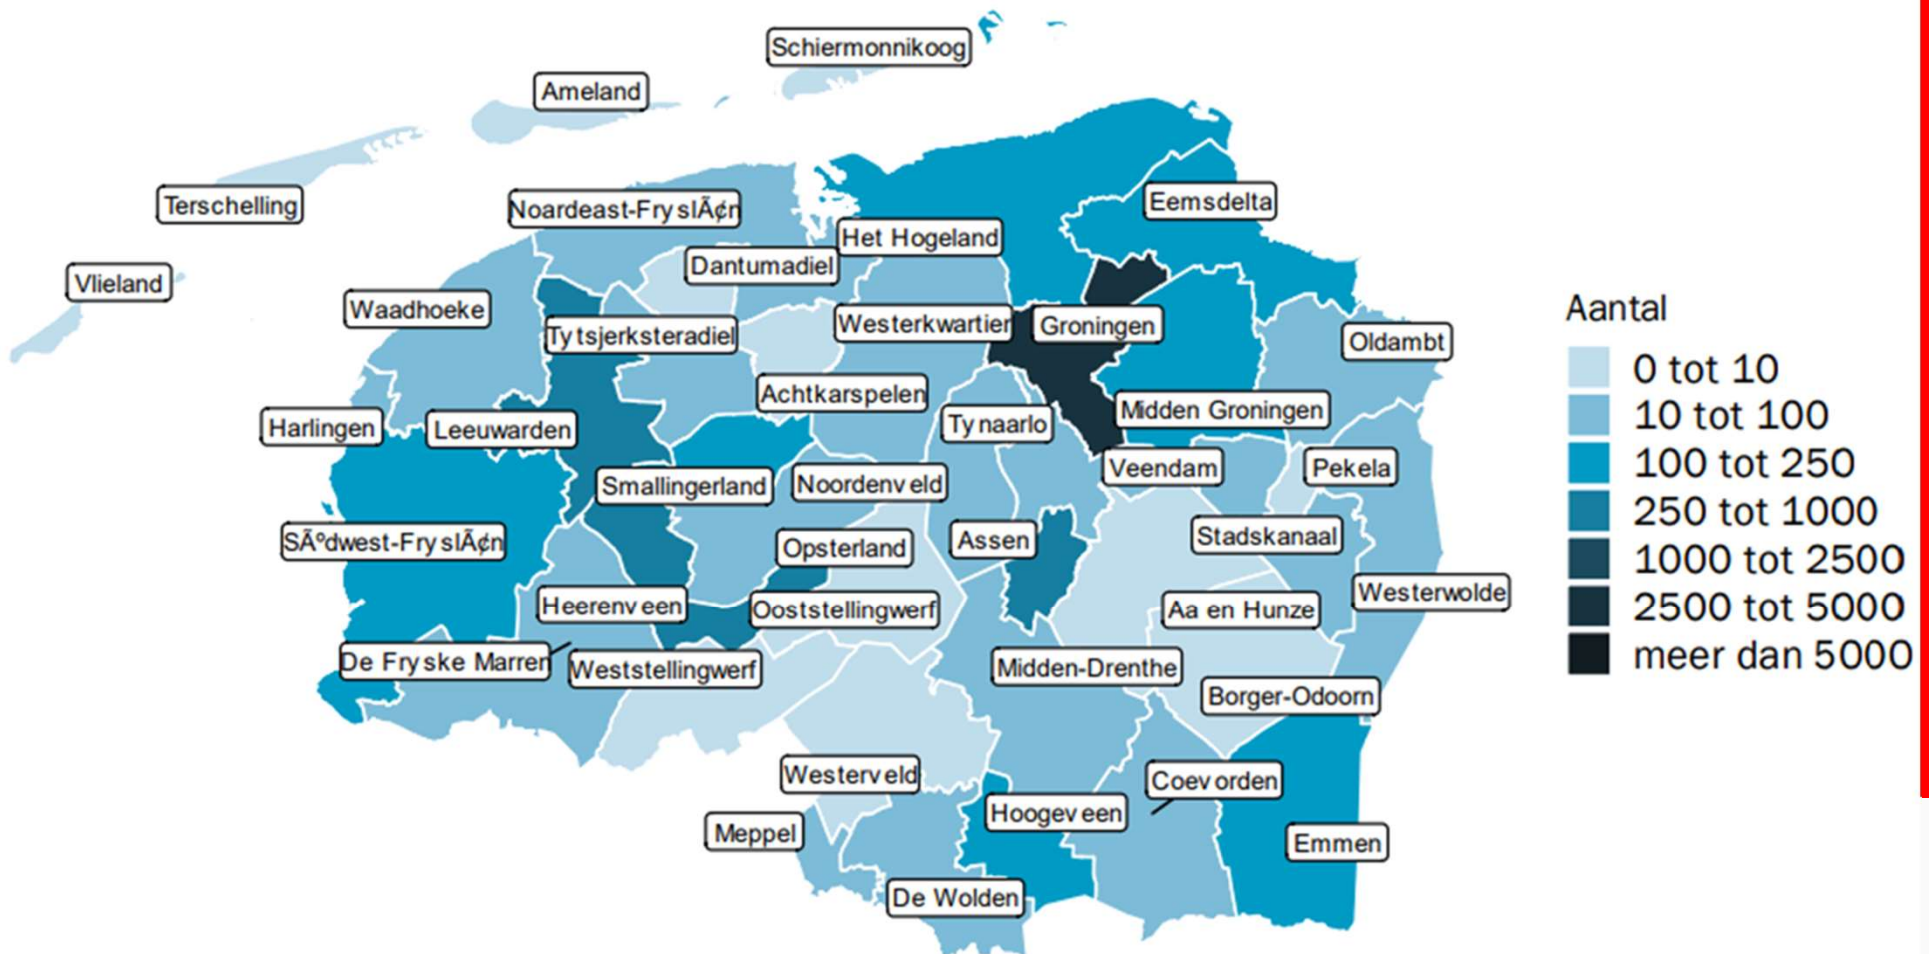 Schiermonnikoog
Ameland
Terschelling
Noardeast-FryslÃ¢n
Eemsdelta
Het Hogeland
Dantumadiel
Vlieland
Waadhoeke
Tytsjerksteradiel
Westerkwartier
Groningen
Oldambt
Achtkarspelen
Midden Groningen
Harlingen
Leeuwarden
Tynaarlo
Veendam
Pekela
Smallingerland
Noordenveld
SÃºdwest-FryslÃ¢n
Opsterland
Assen
Stadskanaal
Westerwolde
Heerenveen
Ooststellingwerf
Aa en Hunze
De Fryske Marren
Weststellingwerf
Midden-Drenthe
Borger-Odoorn
Westerveld
Coevorden
Meppel
Hoogeveen
Emmen
De Wolden
Aantal
0 tot 10
10 tot 100
100 tot 250
250 tot 1000
1000 tot 2500
2500 tot 5000
meer dan 5000